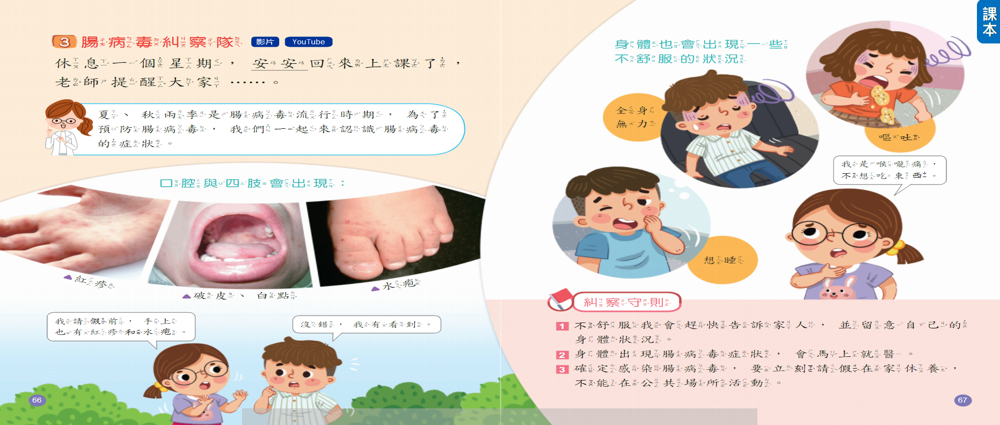 3 腸病毒糾察隊 影片 YouTube
休息一個星期，安安回來上課了，
老師提醒大家……。
夏、秋兩季是腸病毒流行時期，為了
預防腸病毒，我們一起來認識腸病毒
的症狀。
口腔與四肢會出現：
紅疹
破皮、白點
水疱
我請假前，手上
也有紅疹和水疱。
沒錯，我有看到。
66
課本
身體也會出現一些
不舒服的狀況
全身
無力
嘔吐
想睡
我是喉嚨痛，
不想吃東西。
糾察守則
1 不舒服我會趕快告訴家人，並留意自己的
身體狀況。
2 身體出現腸病毒症狀，會馬上就醫。
3 確定感染腸病毒，要立刻請假在家休養，
不能在公共場所活動。
67